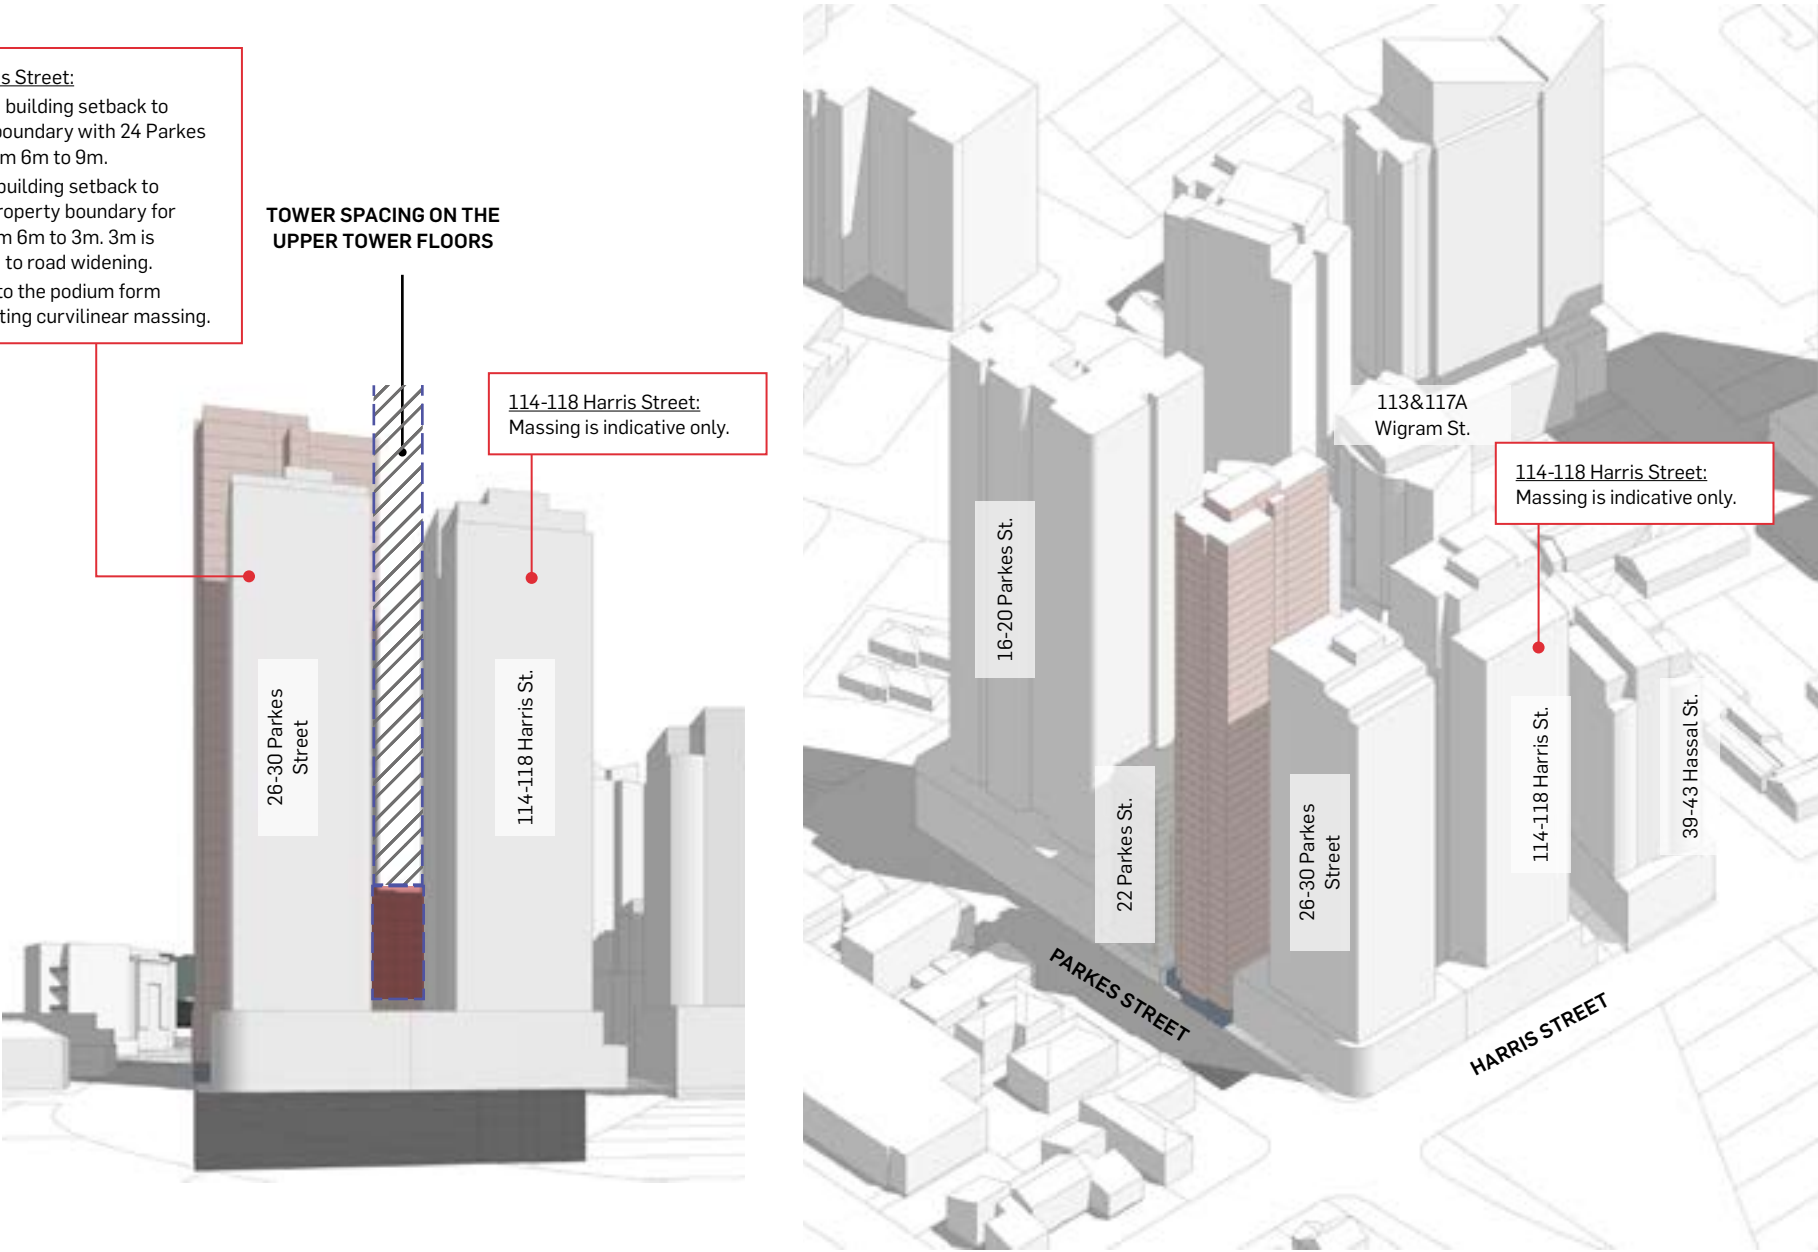 s Street:
building setback to
boundary with 24 Parkes
m 6m to 9m.
building setback to
roperty boundary for
m 6m to 3m. 3m is
to road widening.
to the podium form
ting curvilinear massing.
TOWER SPACING ON THE
UPPER TOWER FLOORS
114-118 Harris Street:
Massing is indicative only.
26-30 Parkes
Street
114-118 Harris St.
113&117A
Wigram St.
114-118 Harris Street:
Massing is indicative only.
16-20 Parkes St.
22 Parkes St.
26-30 Parkes
Street
114-118 Harris St.
39-43 Hassal St.
PARKES STREET
HARRIS STREET